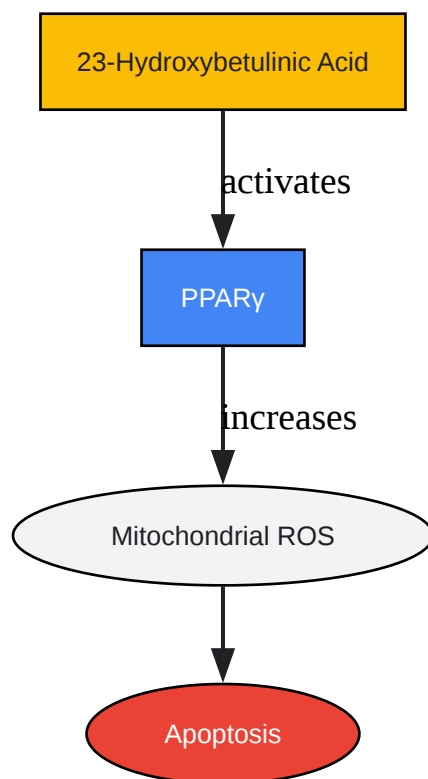 23-Hydroxybetulinic Acid
activates
PPARγ
increases
Mitochondrial ROS
Apoptosis